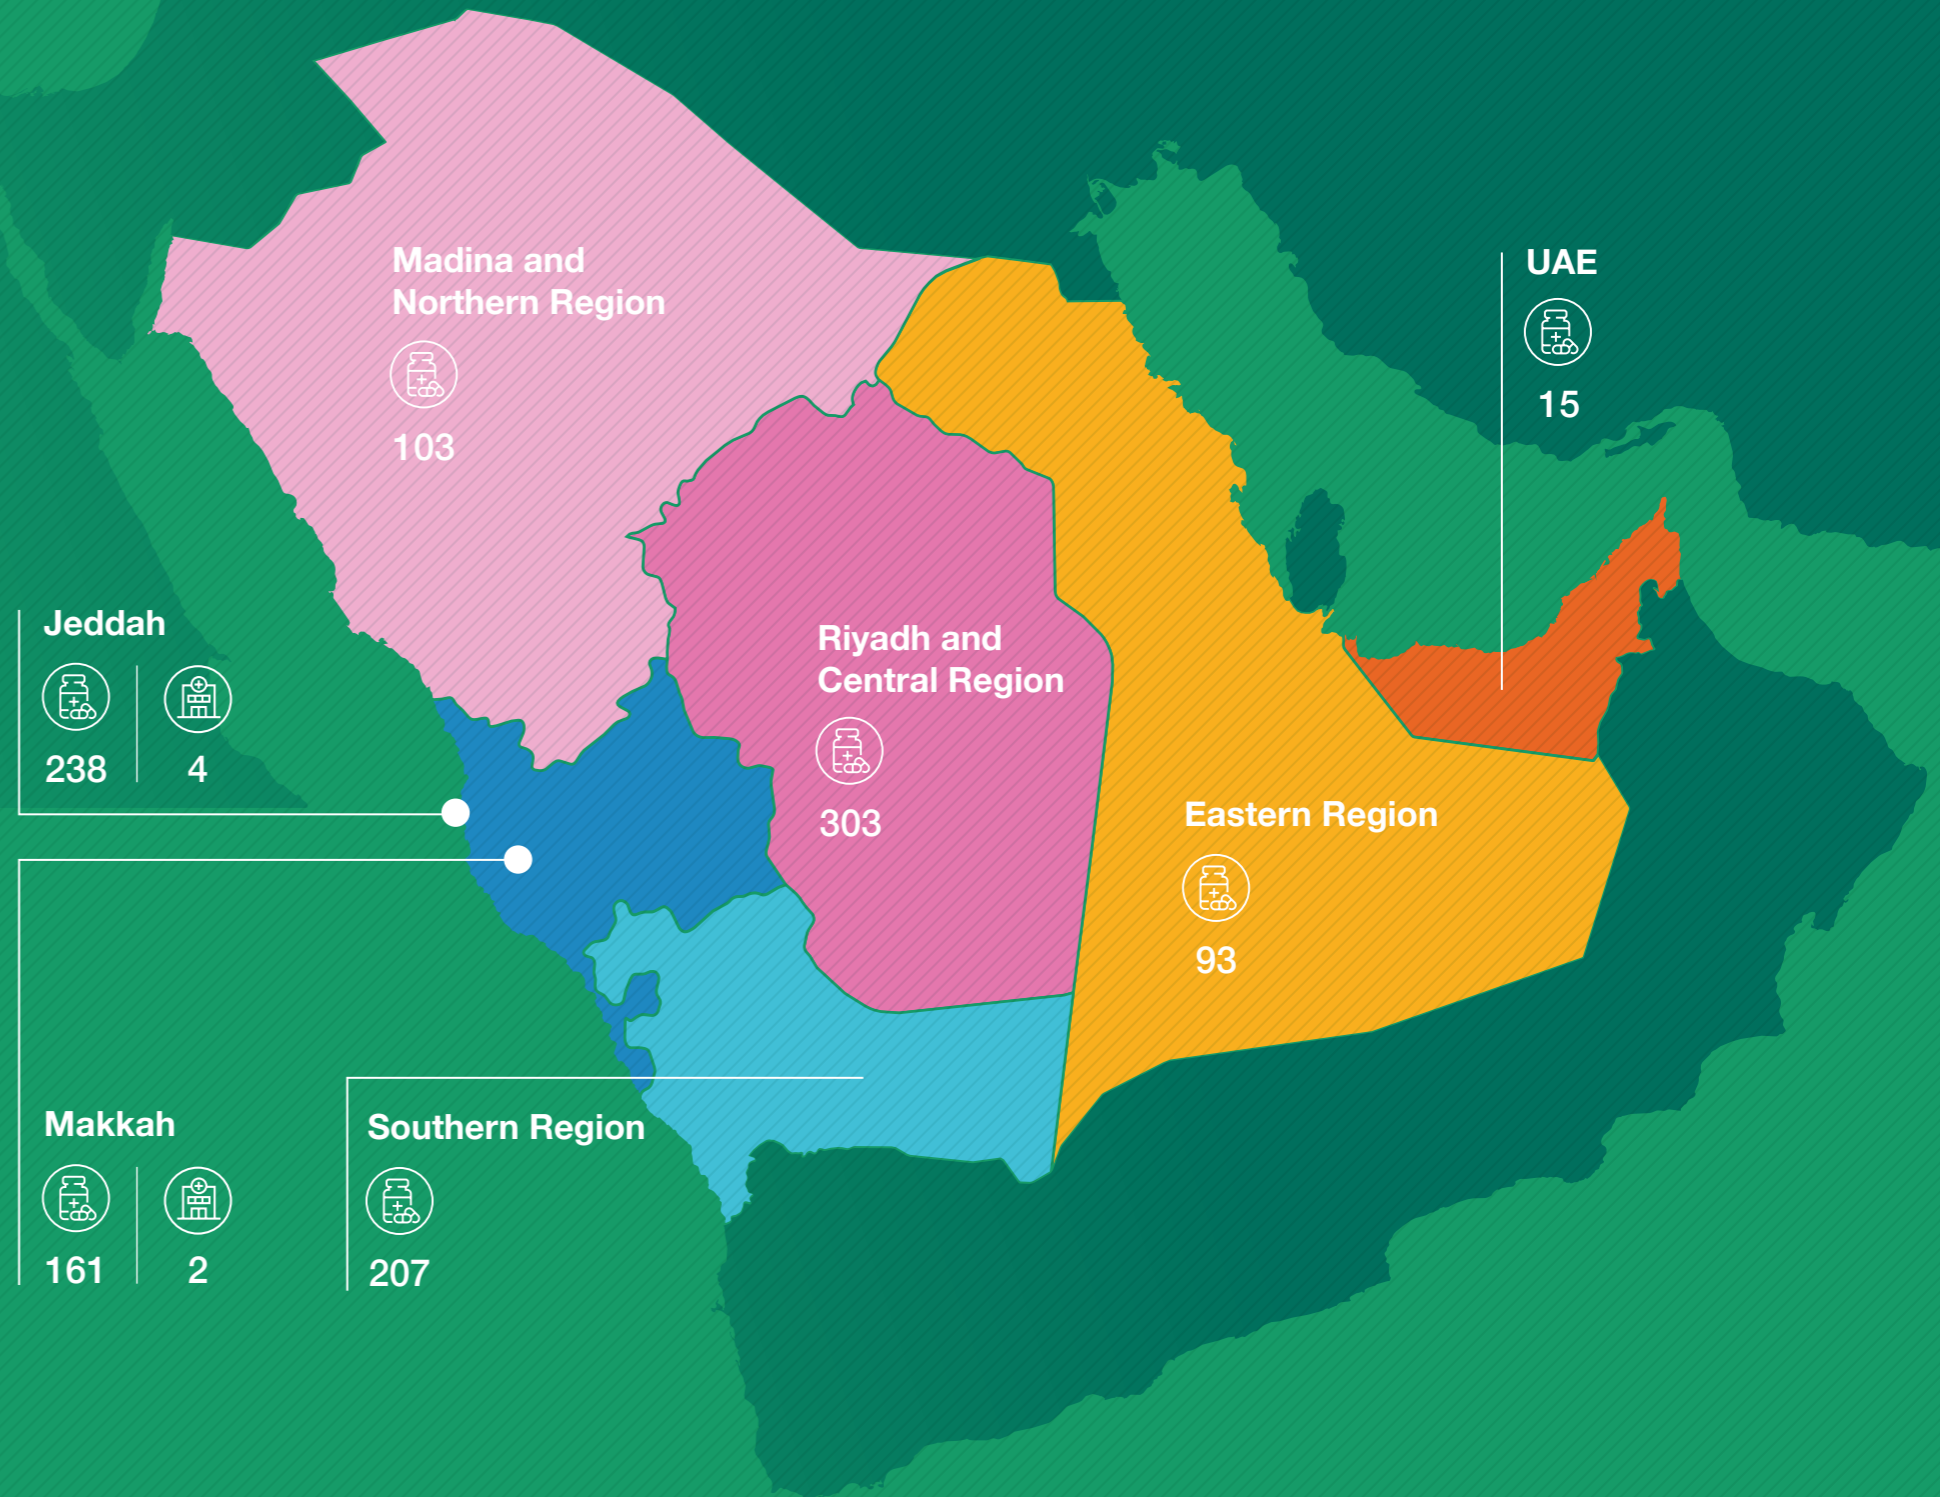 Madina and
Northern Region
103
UAE
15
Jeddah
238
4
Riyadh and
Central Region
303
Eastern Region
93
Makkah
161
2
Southern Region
207